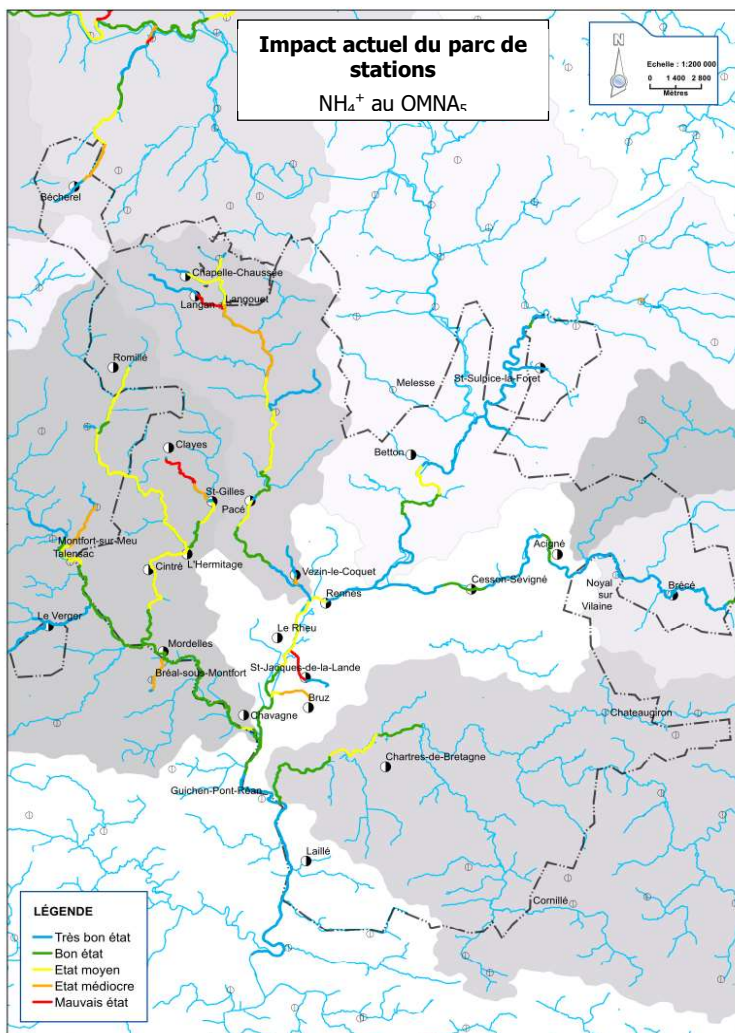 Impact actuel du parc de
stations
NH₄⁺ au OMNA₅
N
Echelle : 1:200 000
0 1 400 2 800
Mètres
Bécherel
Chapelle-Chaussée
Langan
Langouet
Romillé
Melesse
St-Sulpice-la-Foret
Clayes
Betton
St-Gilles
Pacé
Montfort-sur-Meu
Talensac
L'Hermitage
Cintré
Vezin-le-Coquet
Acigné
Cesson-Sévigné
Noyal
sur
Vilaine
Brécé
Rennes
Le Verger
Le Rheu
Mordelles
St-Jacques-de-la-Lande
Bréal-sous-Montfort
Bruz
Chavagne
Chateaugiron
Chartres-de-Bretagne
Guichen-Pont-Réan
Laillé
Cornillé
LÉGENDE
Très bon état
Bon état
Etat moyen
Etat médiocre
Mauvais état